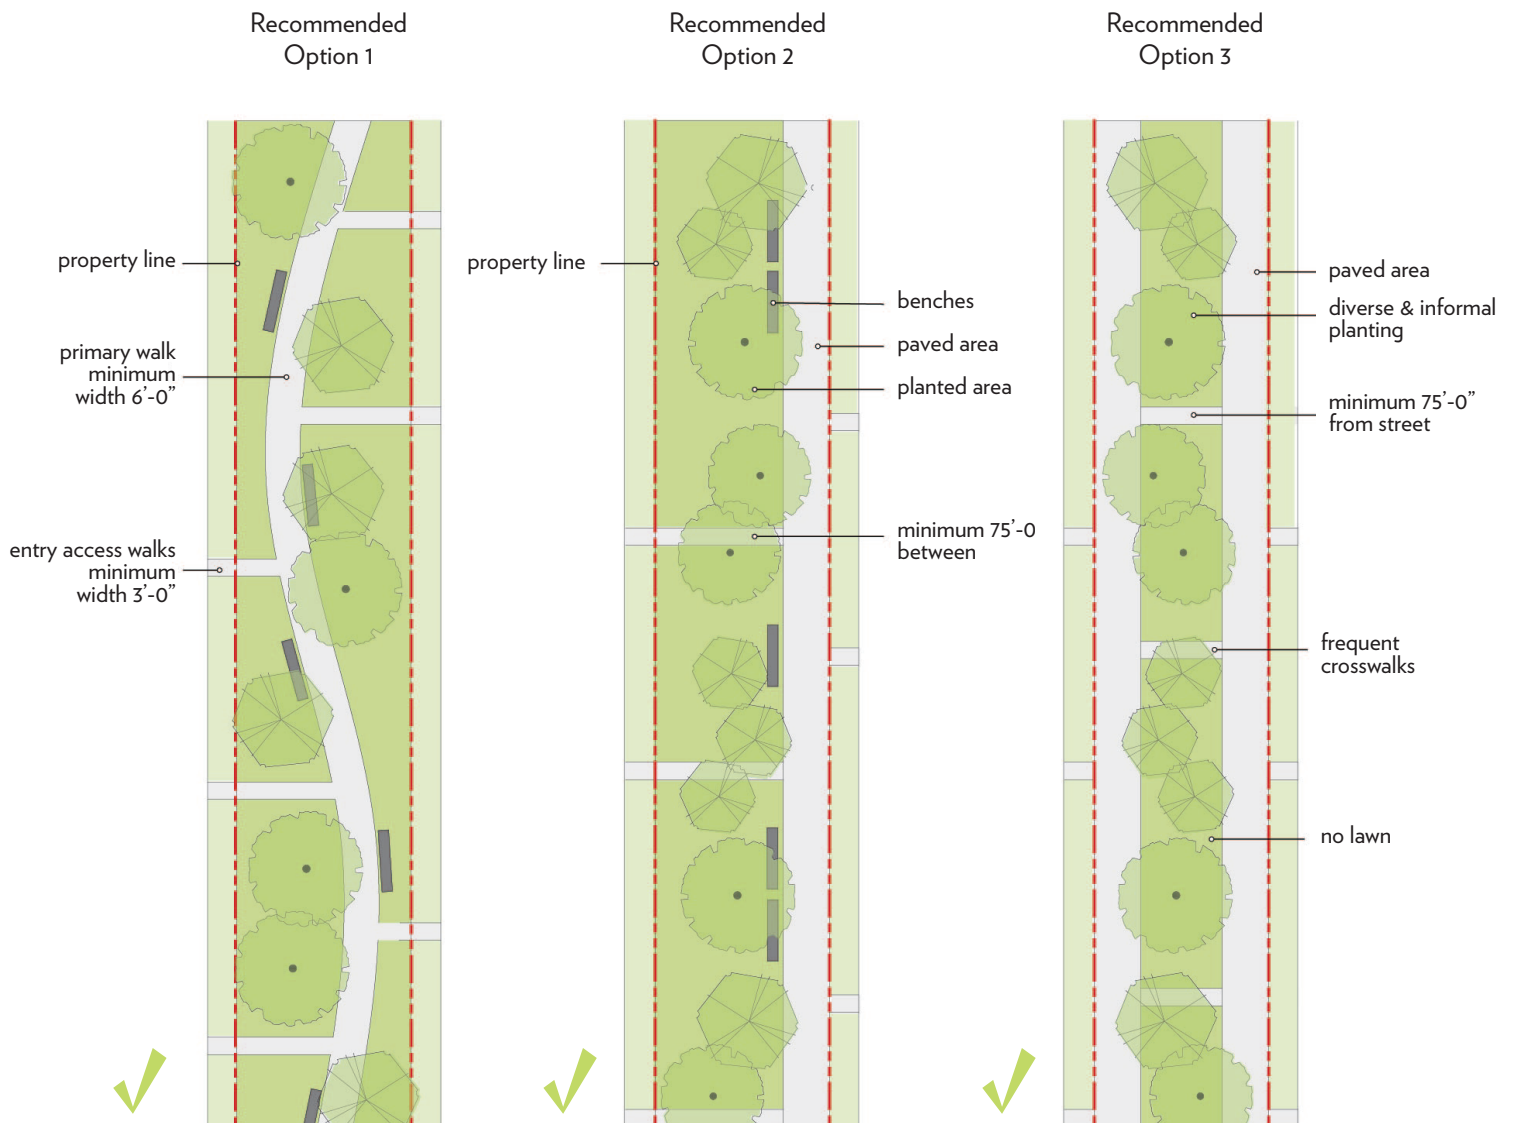 Recommended
Option 1
property line
primary walk
minimum
width 6'-0”
entry access walks
minimum
width 3'-0”
Recommended
Option 2
property line
benches
paved area
planted area
minimum 75'-0
between
Recommended
Option 3
paved area
diverse & informal
planting
minimum 75'-0”
from street
frequent
crosswalks
no lawn